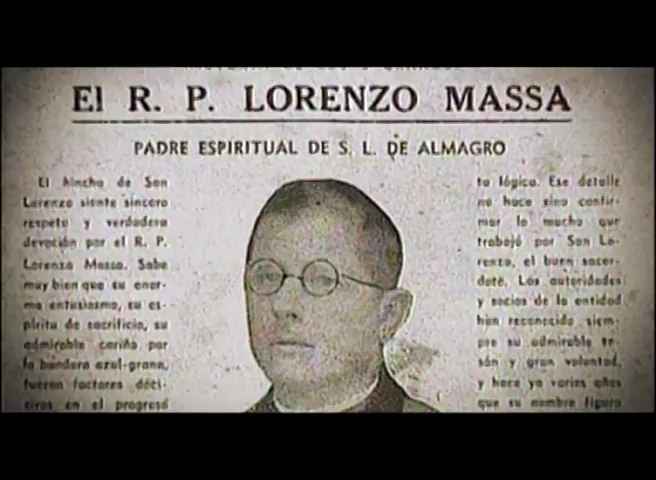 El R. P. LORENZO MASSA
PADRE ESPIRITUAL DE S. L. DE ALMAGRO
El hincha de San
Lorenzo siente sincero
respeto y verdadera
devoción por el R. P.
Lorenzo Massa. Sabe
muy bien que su enor-
me entusiasmo, su es-
píritu de sacrificio, su
admirable cariño por
la bandera azul-grana,
fueron factores deci-
sivos en el progreso
to lógica. Ese detalle
no hace sino confir-
mar lo mucho que
trabajó por San Lo-
renzo, el buen sacer-
dote. Las autoridades
y socios de la entidad
han reconocido siem-
pre su admirable te-
són y gran voluntad,
y hace ya varios años
que su nombre figura